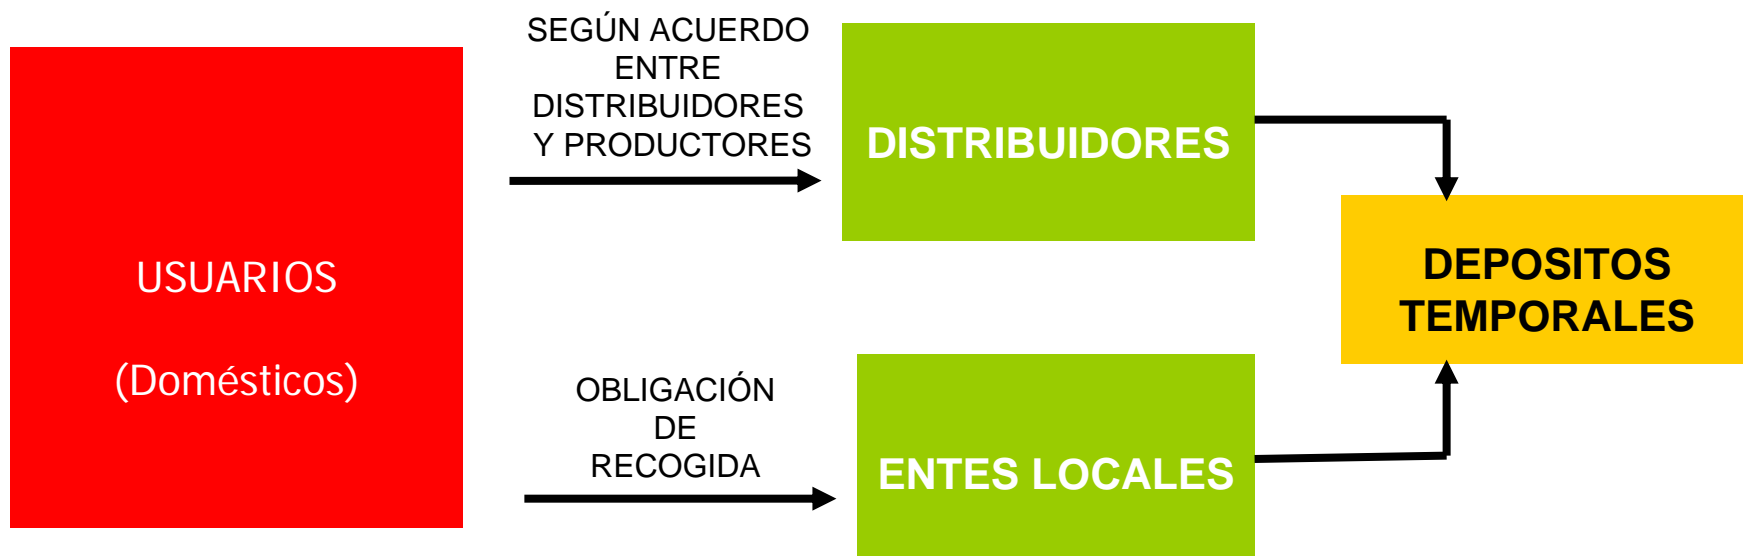 USUARIOS
(Domésticos)
SEGÚN ACUERDO
ENTRE
DISTRIBUIDORES
Y PRODUCTORES
DISTRIBUIDORES
OBLIGACIÓN
DE
RECOGIDA
ENTES LOCALES
DEPOSITOS
TEMPORALES